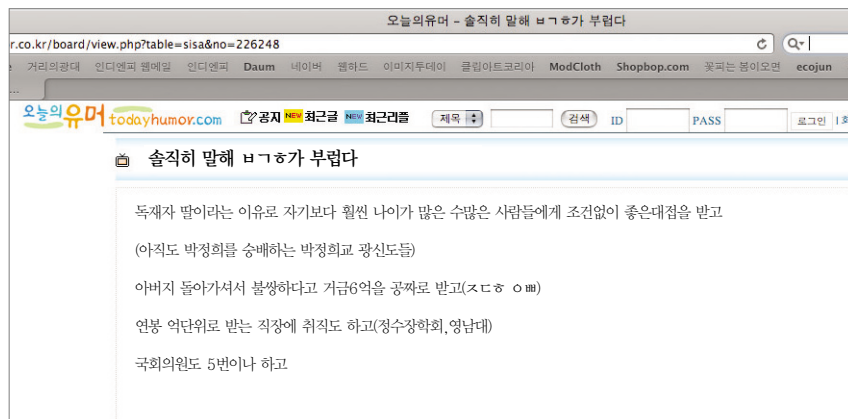 오늘의유머 – 솔직히 말해 ㅂㄱㅎ가 부럽다
r.co.kr/board/view.php?table=sisa&no=226248
거리의광대 인디엔피 웹메일 인디엔피 Daum 네이버 웹하드 이미지투데이 클립아트코리아 ModCloth Shopbop.com 꽃피는 봄이오면 ecojun
...
오늘의유머 todayhumor.com 공지 NEW 최근글 NEW 최근리플 제목 검색 ID PASS 로그인 | 회
솔직히 말해 ㅂㄱㅎ가 부럽다
독재자 딸이라는 이유로 자기보다 훨씬 나이가 많은 수많은 사람들에게 조건없이 좋은대접을 받고
(아직도 박정희를 숭배하는 박정희교 광신도들)
아버지 돌아가셔서 불쌍하다고 거금6억을 공짜로 받고(ㅈㄷㅎ ㅇㅃ)
연봉 억단위로 받는 직장에 취직도 하고(정수장학회,영남대)
국회의원도 5번이나 하고